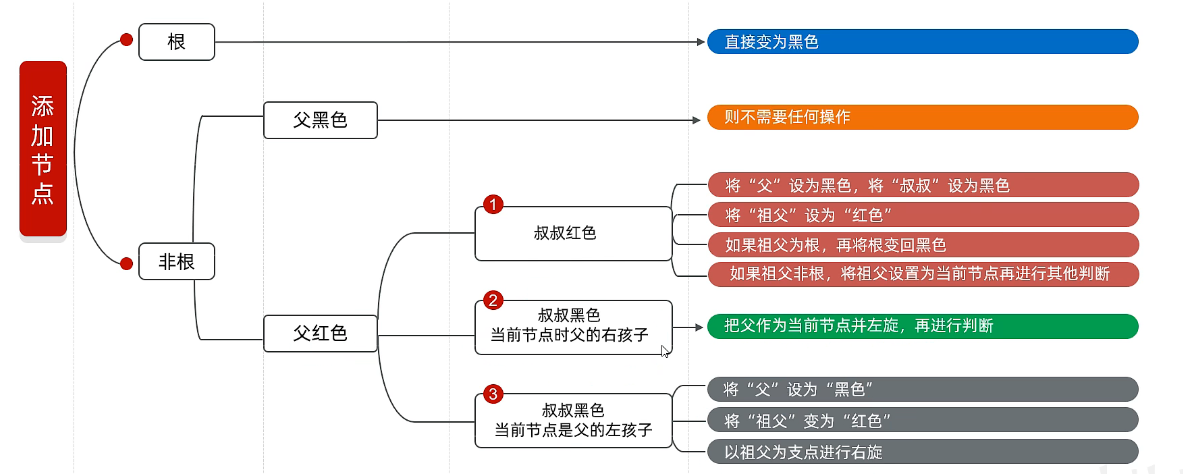 添加节点
根
直接变为黑色
父黑色
则不需要任何操作
非根
父红色
1
叔叔红色
将“父”设为黑色，将“叔叔”设为黑色
将“祖父”设为“红色”
如果祖父为根，再将根变回黑色
如果祖父非根，将祖父设置为当前节点再进行其他判断
2
叔叔黑色
当前节点时父的右孩子
把父作为当前节点并左旋，再进行判断
3
叔叔黑色
当前节点是父的左孩子
将“父”设为“黑色”
将“祖父”变为“红色”
以祖父为支点进行右旋